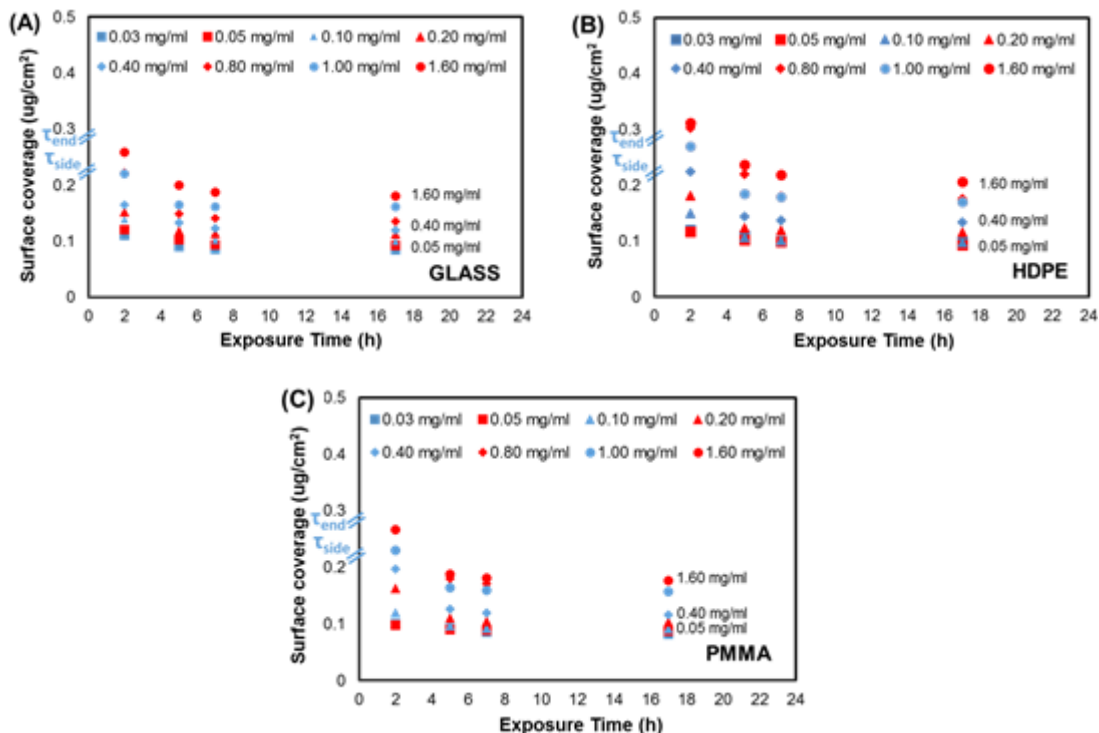 (A)
0.5
0.03 mg/ml 0.05 mg/ml 0.10 mg/ml 0.20 mg/ml
0.4
0.40 mg/ml 0.80 mg/ml 1.00 mg/ml 1.60 mg/ml
0.3
τend
τside
0.2
1.60 mg/ml
0.40 mg/ml
0.1
0.05 mg/ml
GLASS
0
0 2 4 6 8 10 12 14 16 18 20 22 24
Surface coverage (ug/cm²)
Exposure Time (h)
(B)
0.5
0.03 mg/ml 0.05 mg/ml 0.10 mg/ml 0.20 mg/ml
0.4
0.40 mg/ml 0.80 mg/ml 1.00 mg/ml 1.60 mg/ml
0.3
τend
τside
0.2
1.60 mg/ml
0.40 mg/ml
0.1
0.05 mg/ml
HDPE
0
0 2 4 6 8 10 12 14 16 18 20 22 24
Surface coverage (ug/cm²)
Exposure Time (h)
(C)
0.5
0.03 mg/ml 0.05 mg/ml 0.10 mg/ml 0.20 mg/ml
0.4
0.40 mg/ml 0.80 mg/ml 1.00 mg/ml 1.60 mg/ml
0.3
τend
τside
0.2
1.60 mg/ml
0.40 mg/ml
0.1
0.05 mg/ml
PMMA
0
0 2 4 6 8 10 12 14 16 18 20 22 24
Surface coverage (ug/cm²)
Exposure Time (h)